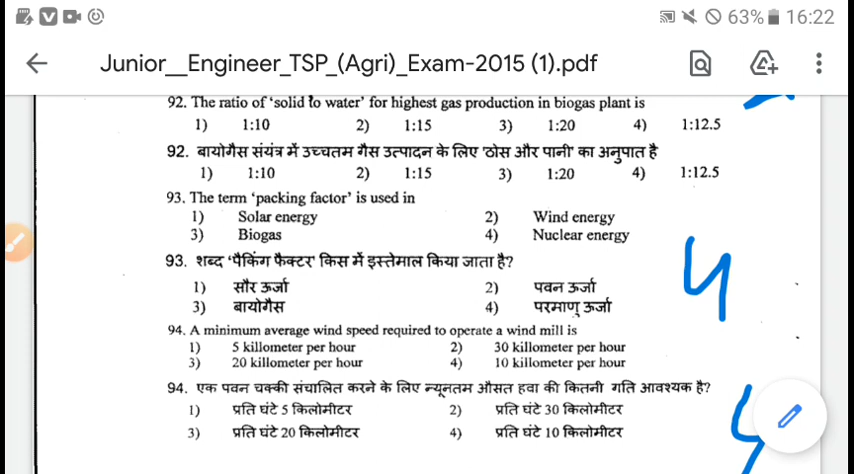 63% 16:22
Junior__Engineer_TSP_(Agri)_Exam-2015 (1).pdf
92. The ratio of ‘solid to water’ for highest gas production in biogas plant is
1) 1:10 2) 1:15 3) 1:20 4) 1:12.5
92. बायोगैस संयंत्र में उच्चतम गैस उत्पादन के लिए 'ठोस और पानी' का अनुपात है
1) 1:10 2) 1:15 3) 1:20 4) 1:12.5
93. The term ‘packing factor’ is used in
1) Solar energy 2) Wind energy
3) Biogas 4) Nuclear energy
93. शब्द 'पैकिंग फैक्टर' किस में इस्तेमाल किया जाता है?
1) सौर ऊर्जा 2) पवन ऊर्जा
3) बायोगैस 4) परमाणु ऊर्जा
4
94. A minimum average wind speed required to operate a wind mill is
1) 5 killometer per hour 2) 30 killometer per hour
3) 20 killometer per hour 4) 10 killometer per hour
94. एक पवन चक्की संचालित करने के लिए न्यूनतम औसत हवा की कितनी गति आवश्यक है?
1) प्रति घंटे 5 किलोमीटर 2) प्रति घंटे 30 किलोमीटर
3) प्रति घंटे 20 किलोमीटर 4) प्रति घंटे 10 किलोमीटर